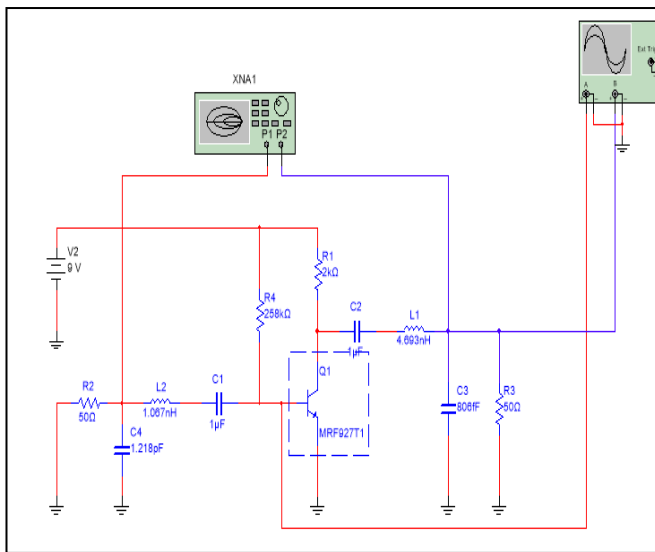 XNA1
Ext Trig
A
B
P1 P2
V2
9 V
R1
2kΩ
R4
258kΩ
C2
1µF
L1
4.693nH
Q1
MRF927T1
R2
50Ω
L2
1.067nH
C1
1µF
C4
1.218pF
C3
806fF
R3
50Ω